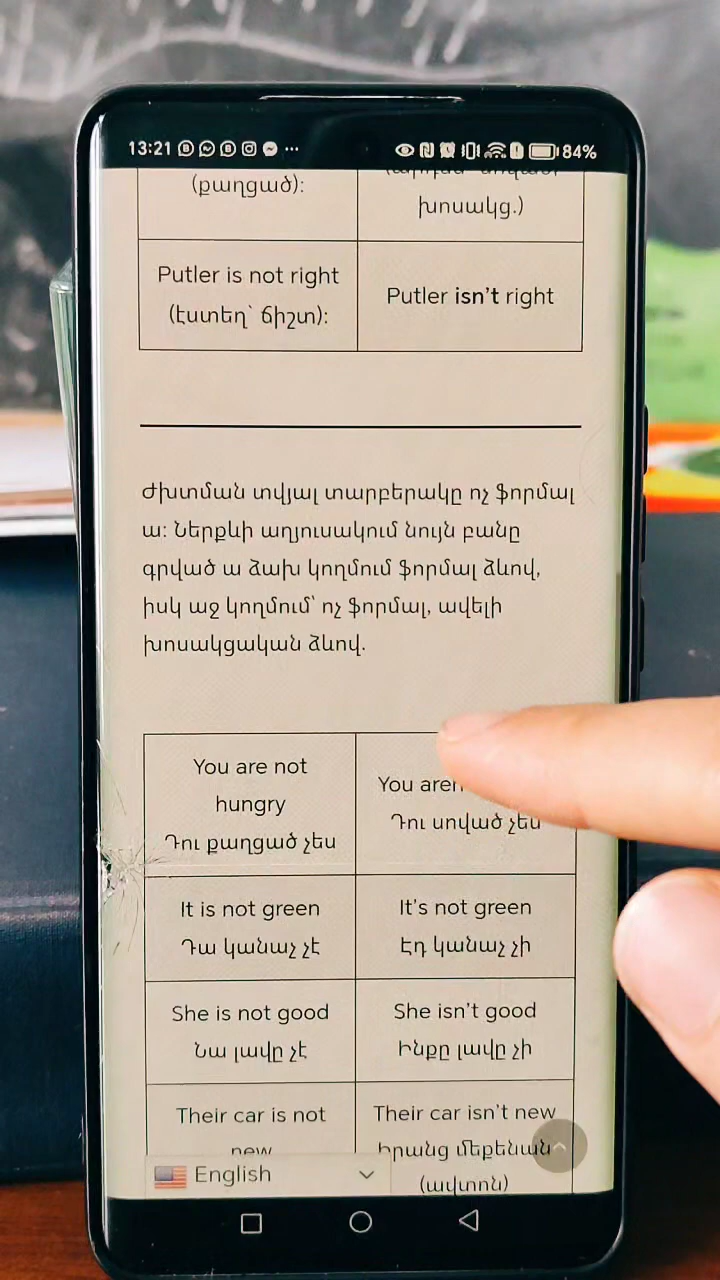 13:21
84%
(քաղցած):
խոսակց.)
Putler is not right
(էստեղ՝ ճիշտ):
Putler isn't right
Ժխտման տվյալ տարբերակը ոչ ֆորմալ
ա: Ներքևի աղյուսակում նույն բանը
գրված ա ձախ կողմում ֆորմալ ձևով,
իսկ աջ կողմում՝ ոչ ֆորմալ, ավելի
խոսակցական ձևով.
You are not
hungry
Դու քաղցած չես
You
Դու սոված չես
It is not green
Դա կանաչ չէ
It's not green
Էդ կանաչ չի
She is not good
Նա լավը չէ
She isn't good
Ինքը լավը չի
Their car is not
new
Their car isn't new
Իրանց մեքենան
(ավտոն)
English